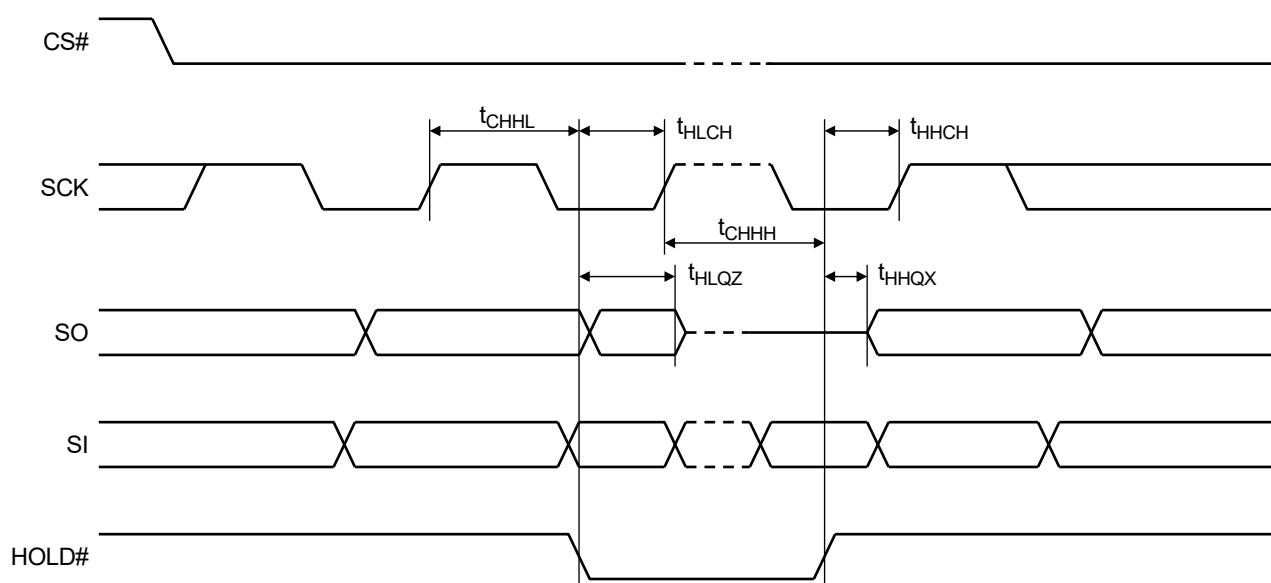 CS#
tCHHL
tHLCH
tHHCH
SCK
tCHHH
tHLQZ
tHHQX
SO
SI
HOLD#